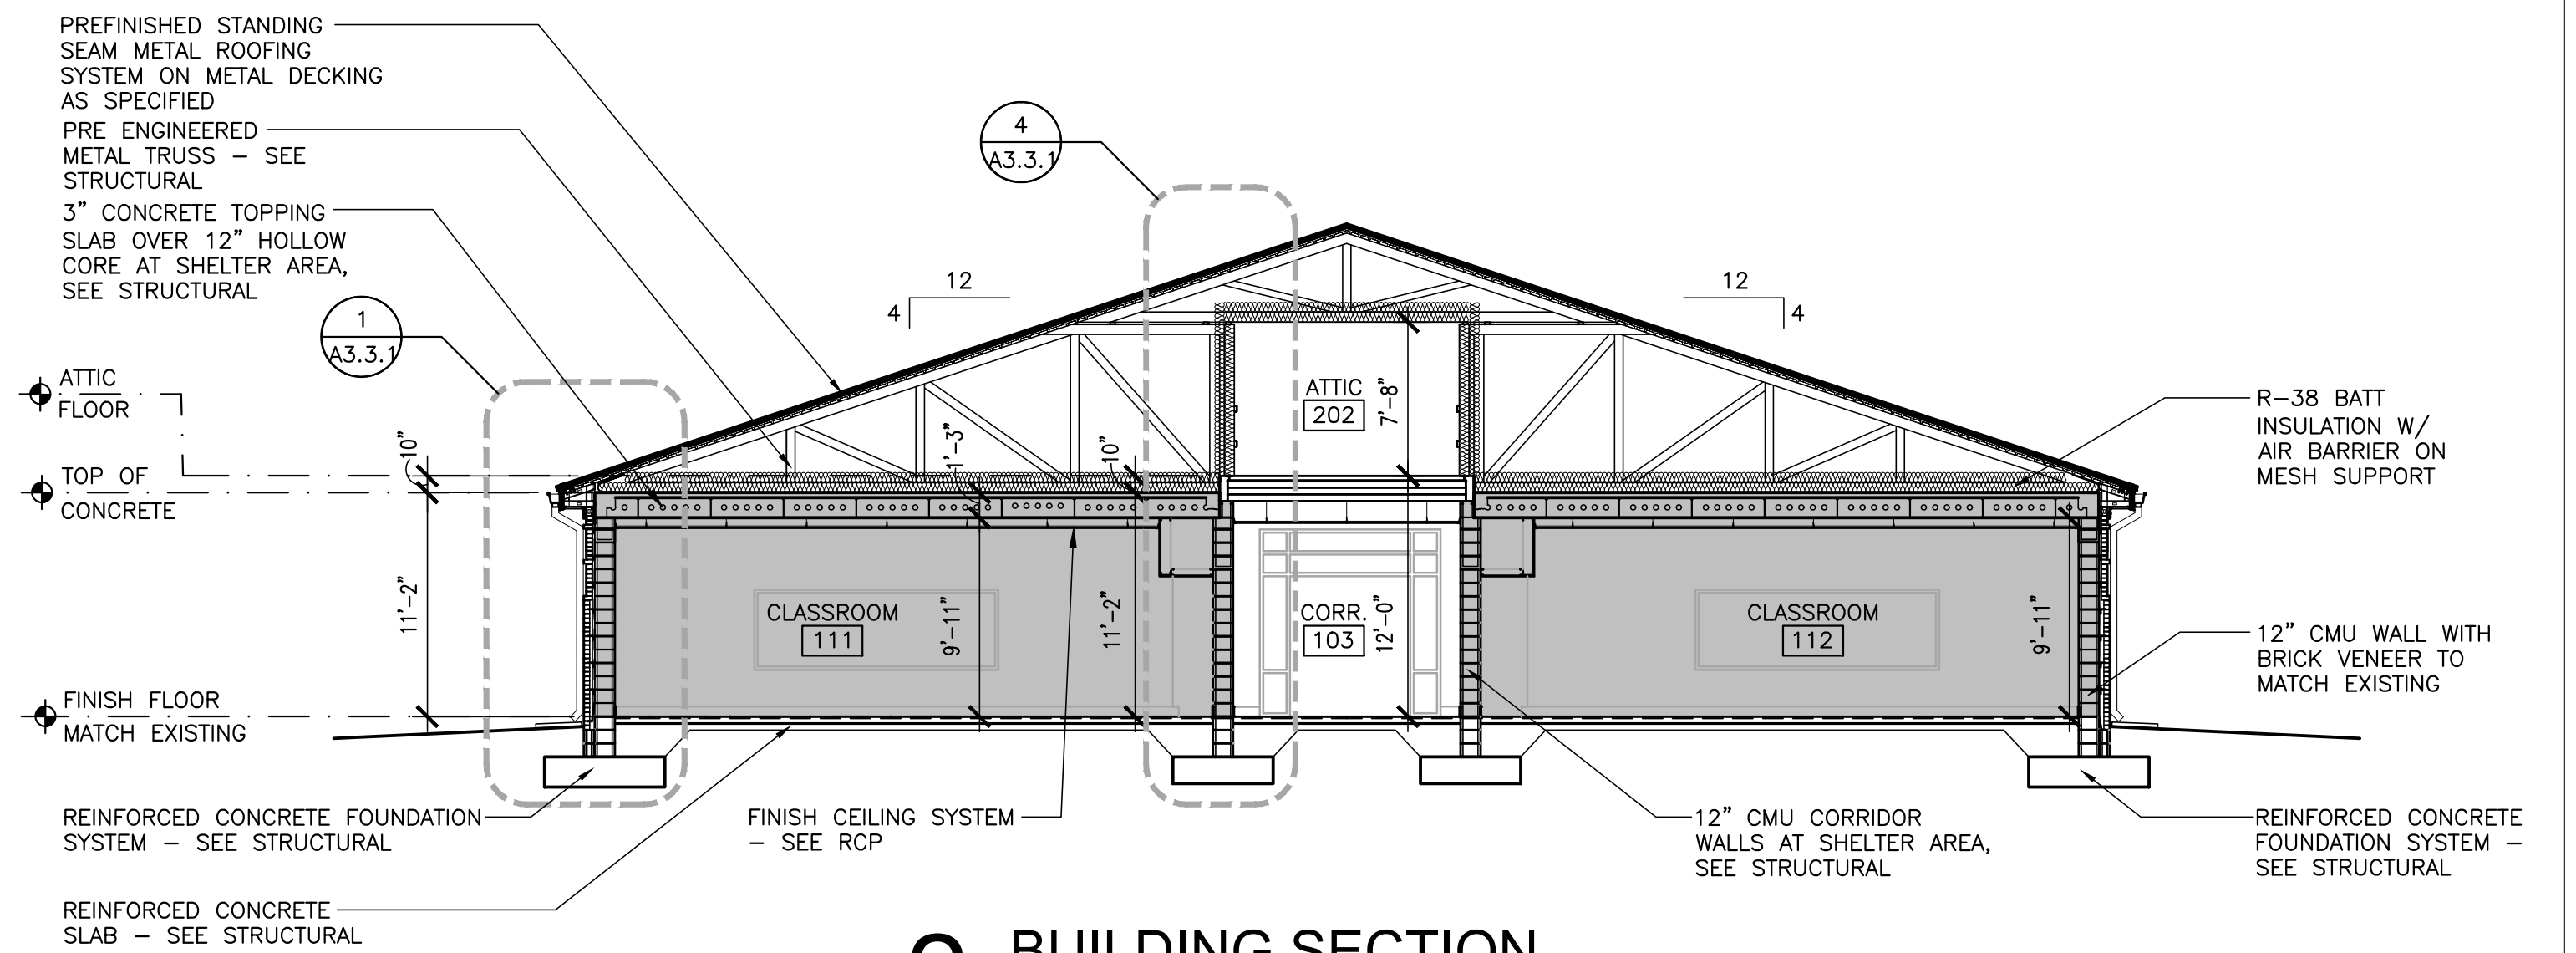 PREFINISHED STANDING
SEAM METAL ROOFING
SYSTEM ON METAL DECKING
AS SPECIFIED
PRE ENGINEERED
METAL TRUSS – SEE
STRUCTURAL
3” CONCRETE TOPPING
SLAB OVER 12” HOLLOW
CORE AT SHELTER AREA,
SEE STRUCTURAL
4
A3.3.1
1
A3.3.1
12
4
12
4
ATTIC
FLOOR
TOP OF
CONCRETE
FINISH FLOOR
MATCH EXISTING
10”
11’-2”
1’-3”
10”
ATTIC
202
7’-8”
R-38 BATT
INSULATION W/
AIR BARRIER ON
MESH SUPPORT
CLASSROOM
111
9’-11”
11’-2”
CORR.
103
12’-0”
CLASSROOM
112
9’-11”
12” CMU WALL WITH
BRICK VENEER TO
MATCH EXISTING
REINFORCED CONCRETE FOUNDATION
SYSTEM – SEE STRUCTURAL
FINISH CEILING SYSTEM
– SEE RCP
12” CMU CORRIDOR
WALLS AT SHELTER AREA,
SEE STRUCTURAL
REINFORCED CONCRETE
FOUNDATION SYSTEM –
SEE STRUCTURAL
REINFORCED CONCRETE
SLAB – SEE STRUCTURAL
BUILDING SECTION